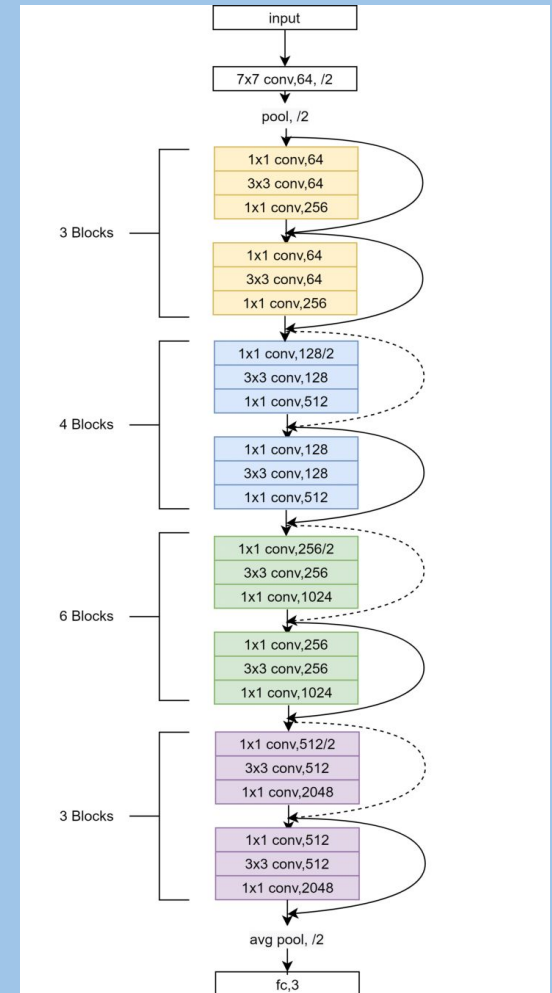 input
7x7 conv,64, /2
pool, /2
3 Blocks
1x1 conv,64
3x3 conv,64
1x1 conv,256
1x1 conv,64
3x3 conv,64
1x1 conv,256
4 Blocks
1x1 conv,128/2
3x3 conv,128
1x1 conv,512
1x1 conv,128
3x3 conv,128
1x1 conv,512
6 Blocks
1x1 conv,256/2
3x3 conv,256
1x1 conv,1024
1x1 conv,256
3x3 conv,256
1x1 conv,1024
3 Blocks
1x1 conv,512/2
3x3 conv,512
1x1 conv,2048
1x1 conv,512
3x3 conv,512
1x1 conv,2048
avg pool, /2
fc,3